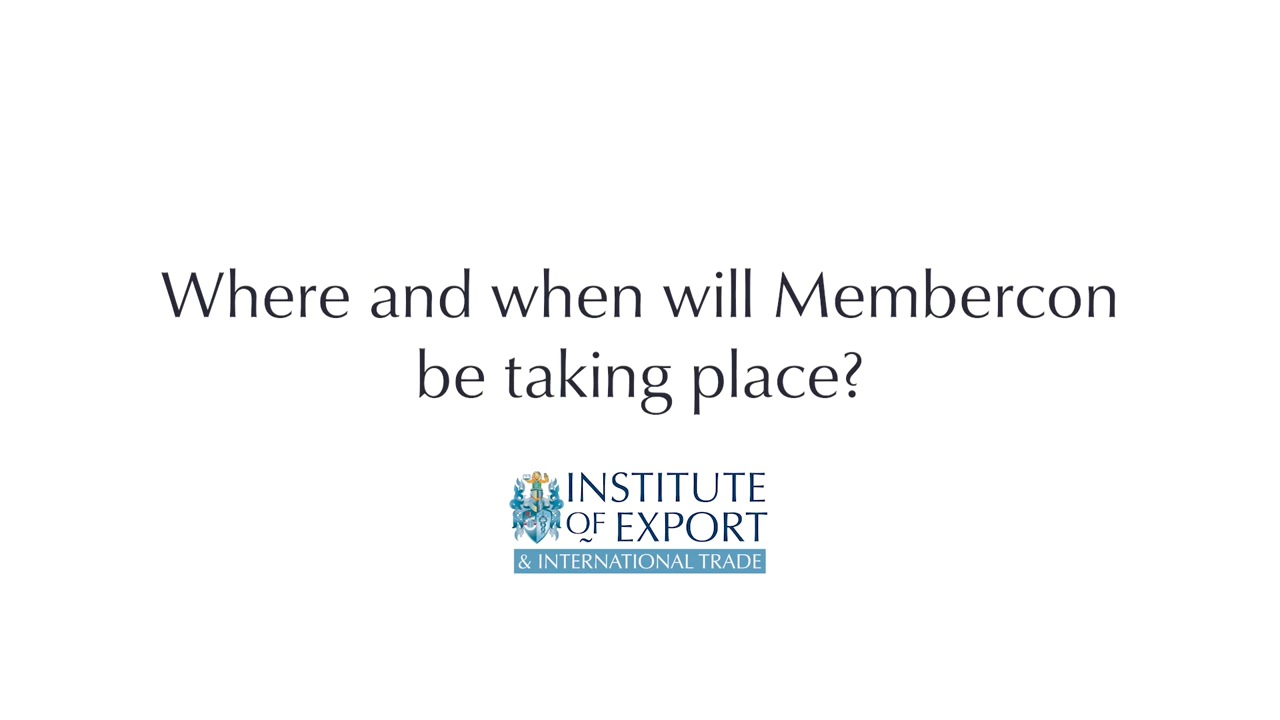 Where and when will Membercon
be taking place?
INSTITUTE
OF EXPORT
& INTERNATIONAL TRADE